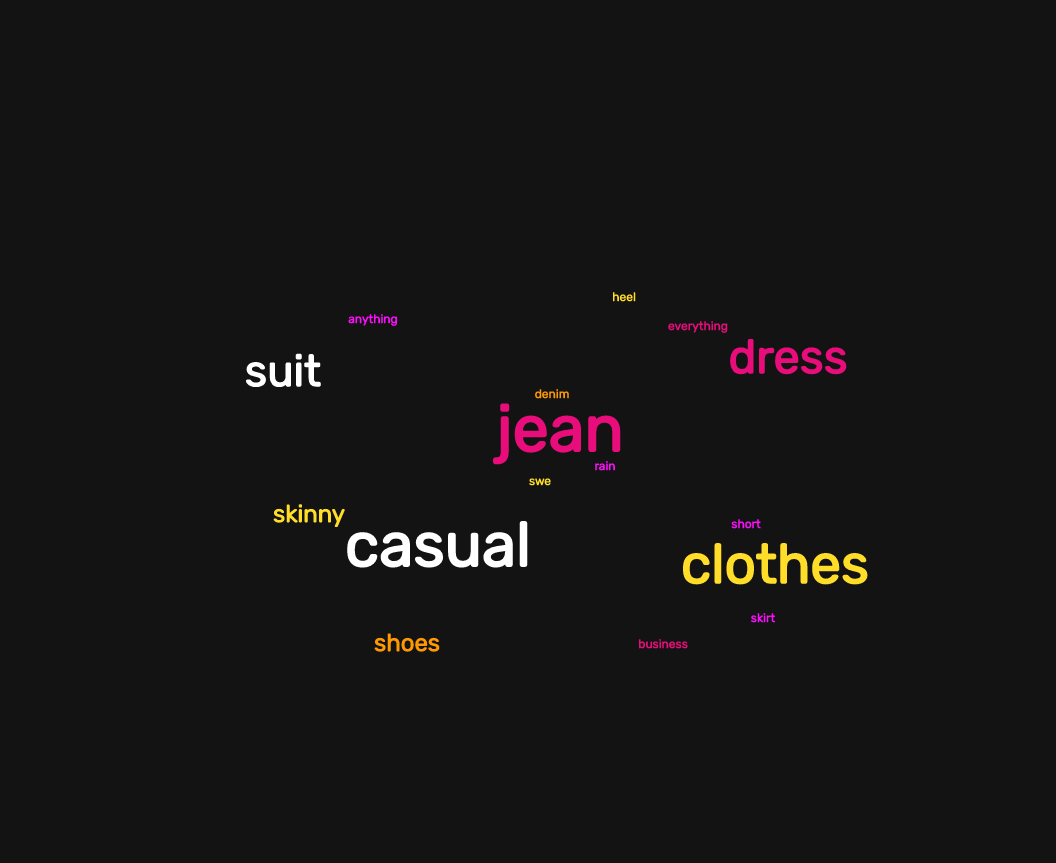 heel
anything
everything
dress
suit
denim
jean
rain
swe
skinny
short
casual
clothes
skirt
shoes
business